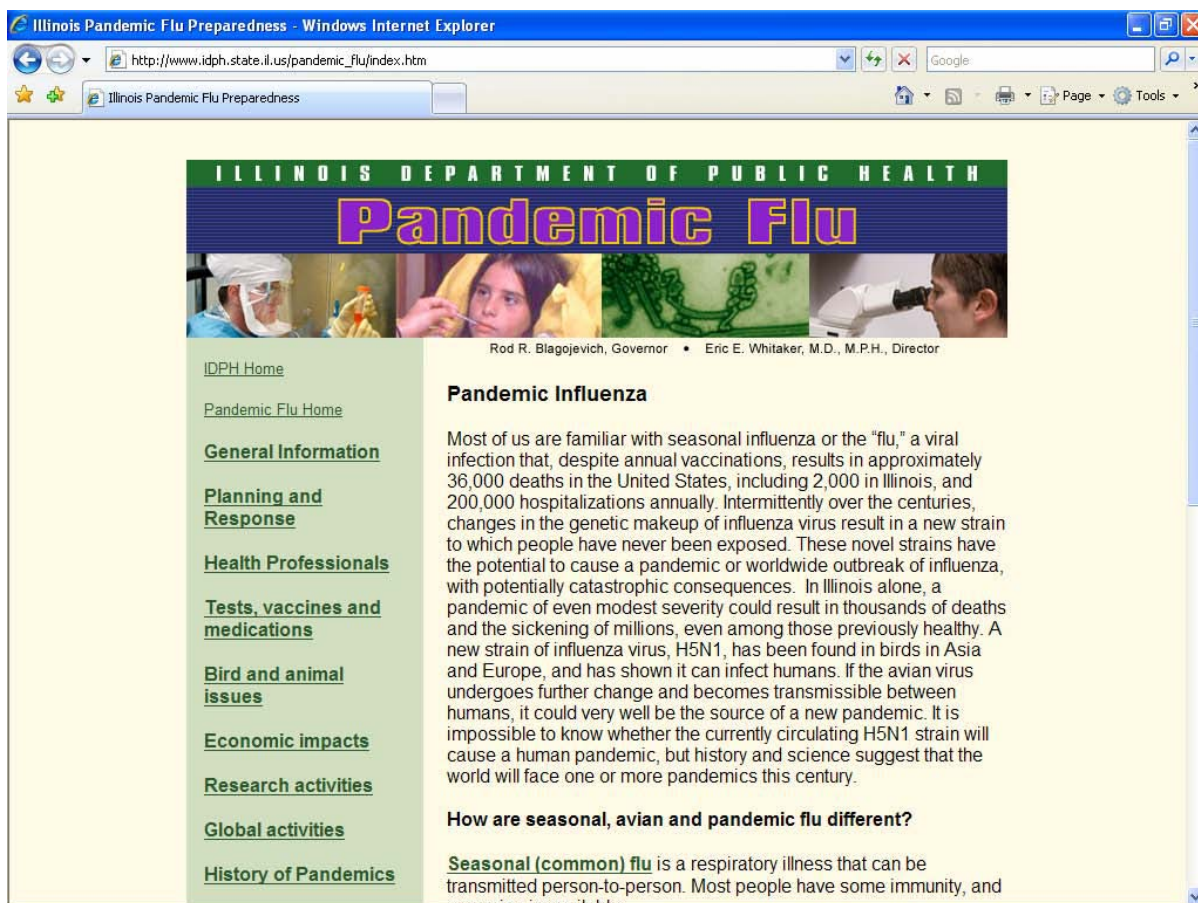 Illinois Pandemic Flu Preparedness - Windows Internet Explorer
http://www.idph.state.il.us/pandemic_flu/index.htm
Google
Illinois Pandemic Flu Preparedness
Page
Tools
ILLINOIS DEPARTMENT OF PUBLIC HEALTH
Pandemic Flu
Rod R. Blagojevich, Governor • Eric E. Whitaker, M.D., M.P.H., Director
IDPH Home
Pandemic Flu Home
General Information
Planning and
Response
Health Professionals
Tests, vaccines and
medications
Bird and animal
issues
Economic impacts
Research activities
Global activities
History of Pandemics
Pandemic Influenza
Most of us are familiar with seasonal influenza or the “flu,” a viral
infection that, despite annual vaccinations, results in approximately
36,000 deaths in the United States, including 2,000 in Illinois, and
200,000 hospitalizations annually. Intermittently over the centuries,
changes in the genetic makeup of influenza virus result in a new strain
to which people have never been exposed. These novel strains have
the potential to cause a pandemic or worldwide outbreak of influenza,
with potentially catastrophic consequences.  In Illinois alone, a
pandemic of even modest severity could result in thousands of deaths
and the sickening of millions, even among those previously healthy. A
new strain of influenza virus, H5N1, has been found in birds in Asia
and Europe, and has shown it can infect humans. If the avian virus
undergoes further change and becomes transmissible between
humans, it could very well be the source of a new pandemic. It is
impossible to know whether the currently circulating H5N1 strain will
cause a human pandemic, but history and science suggest that the
world will face one or more pandemics this century.
How are seasonal, avian and pandemic flu different?
Seasonal (common) flu is a respiratory illness that can be
transmitted person-to-person. Most people have some immunity, and